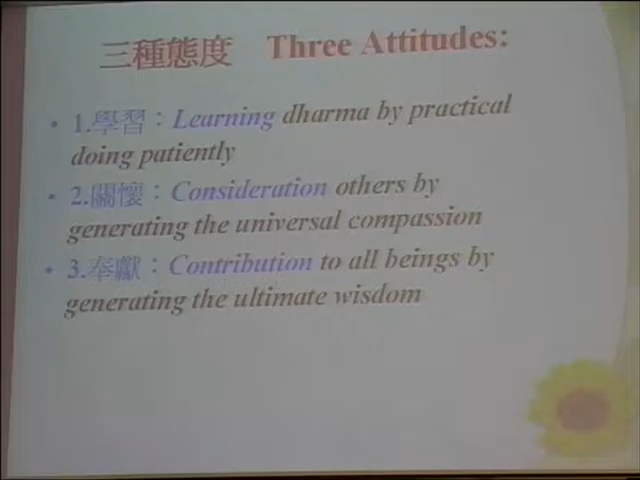 三種態度 Three Attitudes:
• 1.學習：Learning dharma by practical
doing patiently
• 2.關懷：Consideration others by
generating the universal compassion
• 3.奉獻：Contribution to all beings by
generating the ultimate wisdom